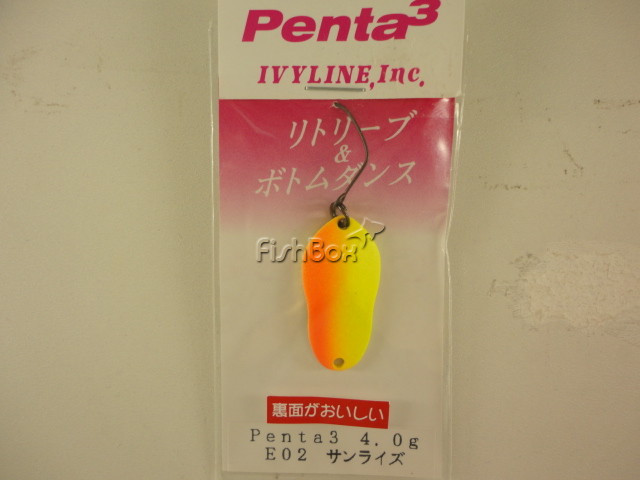 Penta³
IVYLINE,Inc.
リトリーブ
&
ボトムダンス
FishBox
裏面がおいしい
Penta3 4.0g
E02 サンライズ